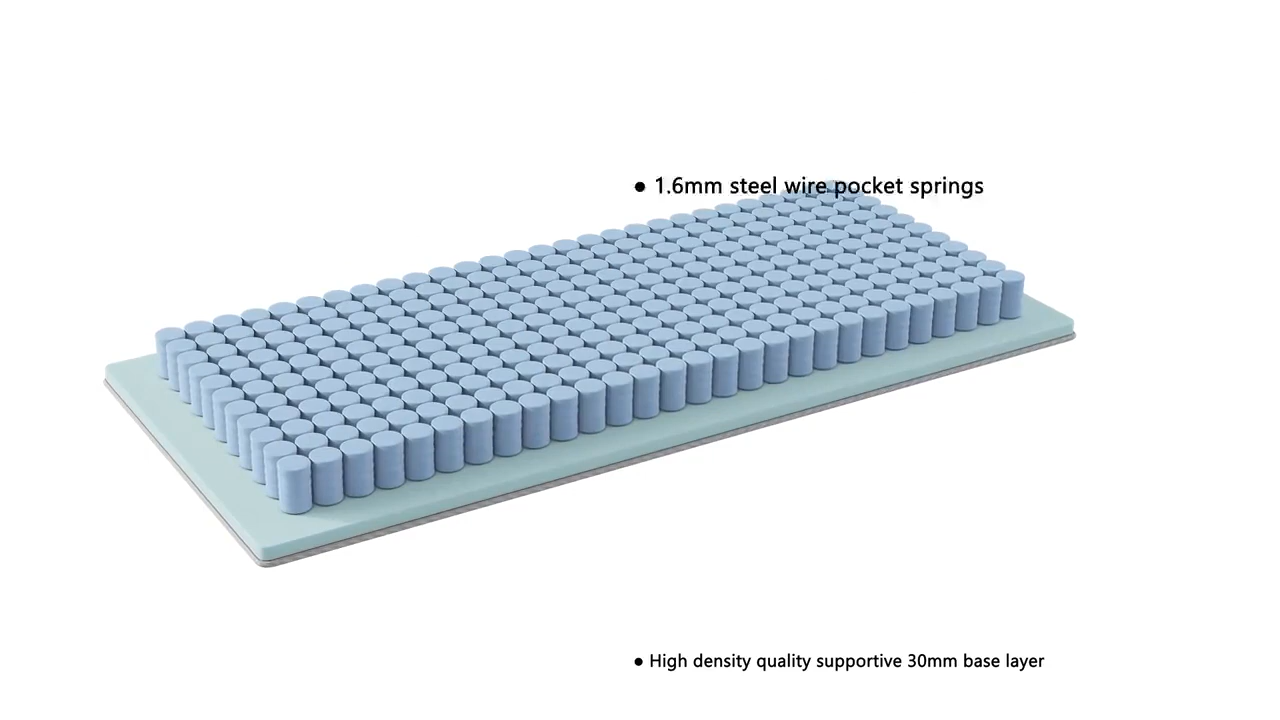 ● 1.6mm steel wire pocket springs
● High density quality supportive 30mm base layer